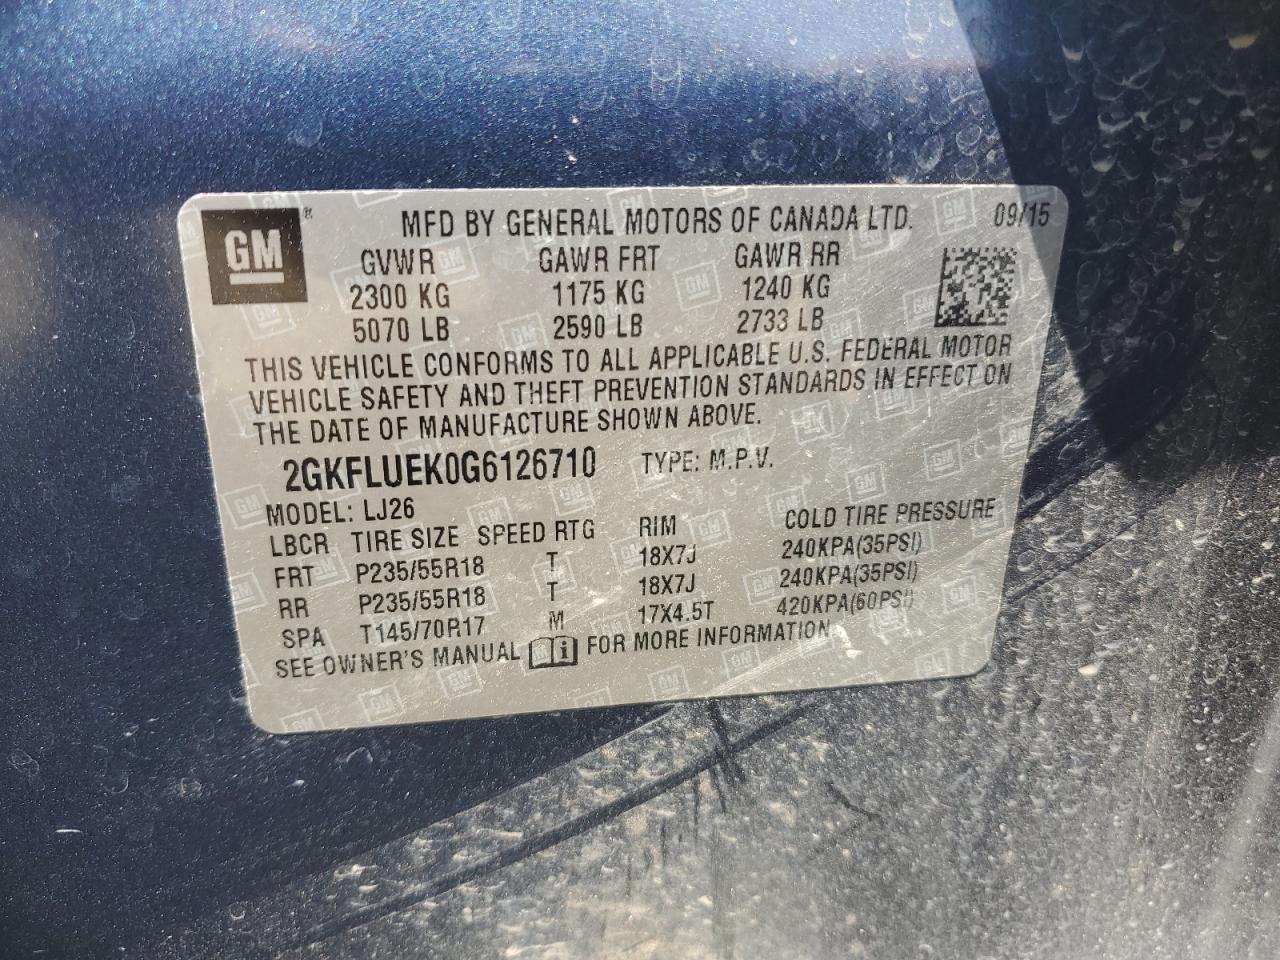 GM ® MFD BY GENERAL MOTORS OF CANADA LTD. 09/15
GVWR GAWR FRT GAWR RR
2300 KG 1175 KG 1240 KG
5070 LB 2590 LB 2733 LB
THIS VEHICLE CONFORMS TO ALL APPLICABLE U.S. FEDERAL MOTOR
VEHICLE SAFETY AND THEFT PREVENTION STANDARDS IN EFFECT ON
THE DATE OF MANUFACTURE SHOWN ABOVE.
2GKFLUEK0G6126710 TYPE: M.P.V.
MODEL: LJ26
LBCR TIRE SIZE SPEED RTG RIM COLD TIRE PRESSURE
FRT P235/55R18 T 18X7J 240KPA(35PSI)
RR P235/55R18 T 18X7J 240KPA(35PSI)
SPA T145/70R17 M 17X4.5T 420KPA(60PSI)
SEE OWNER'S MANUAL i FOR MORE INFORMATION